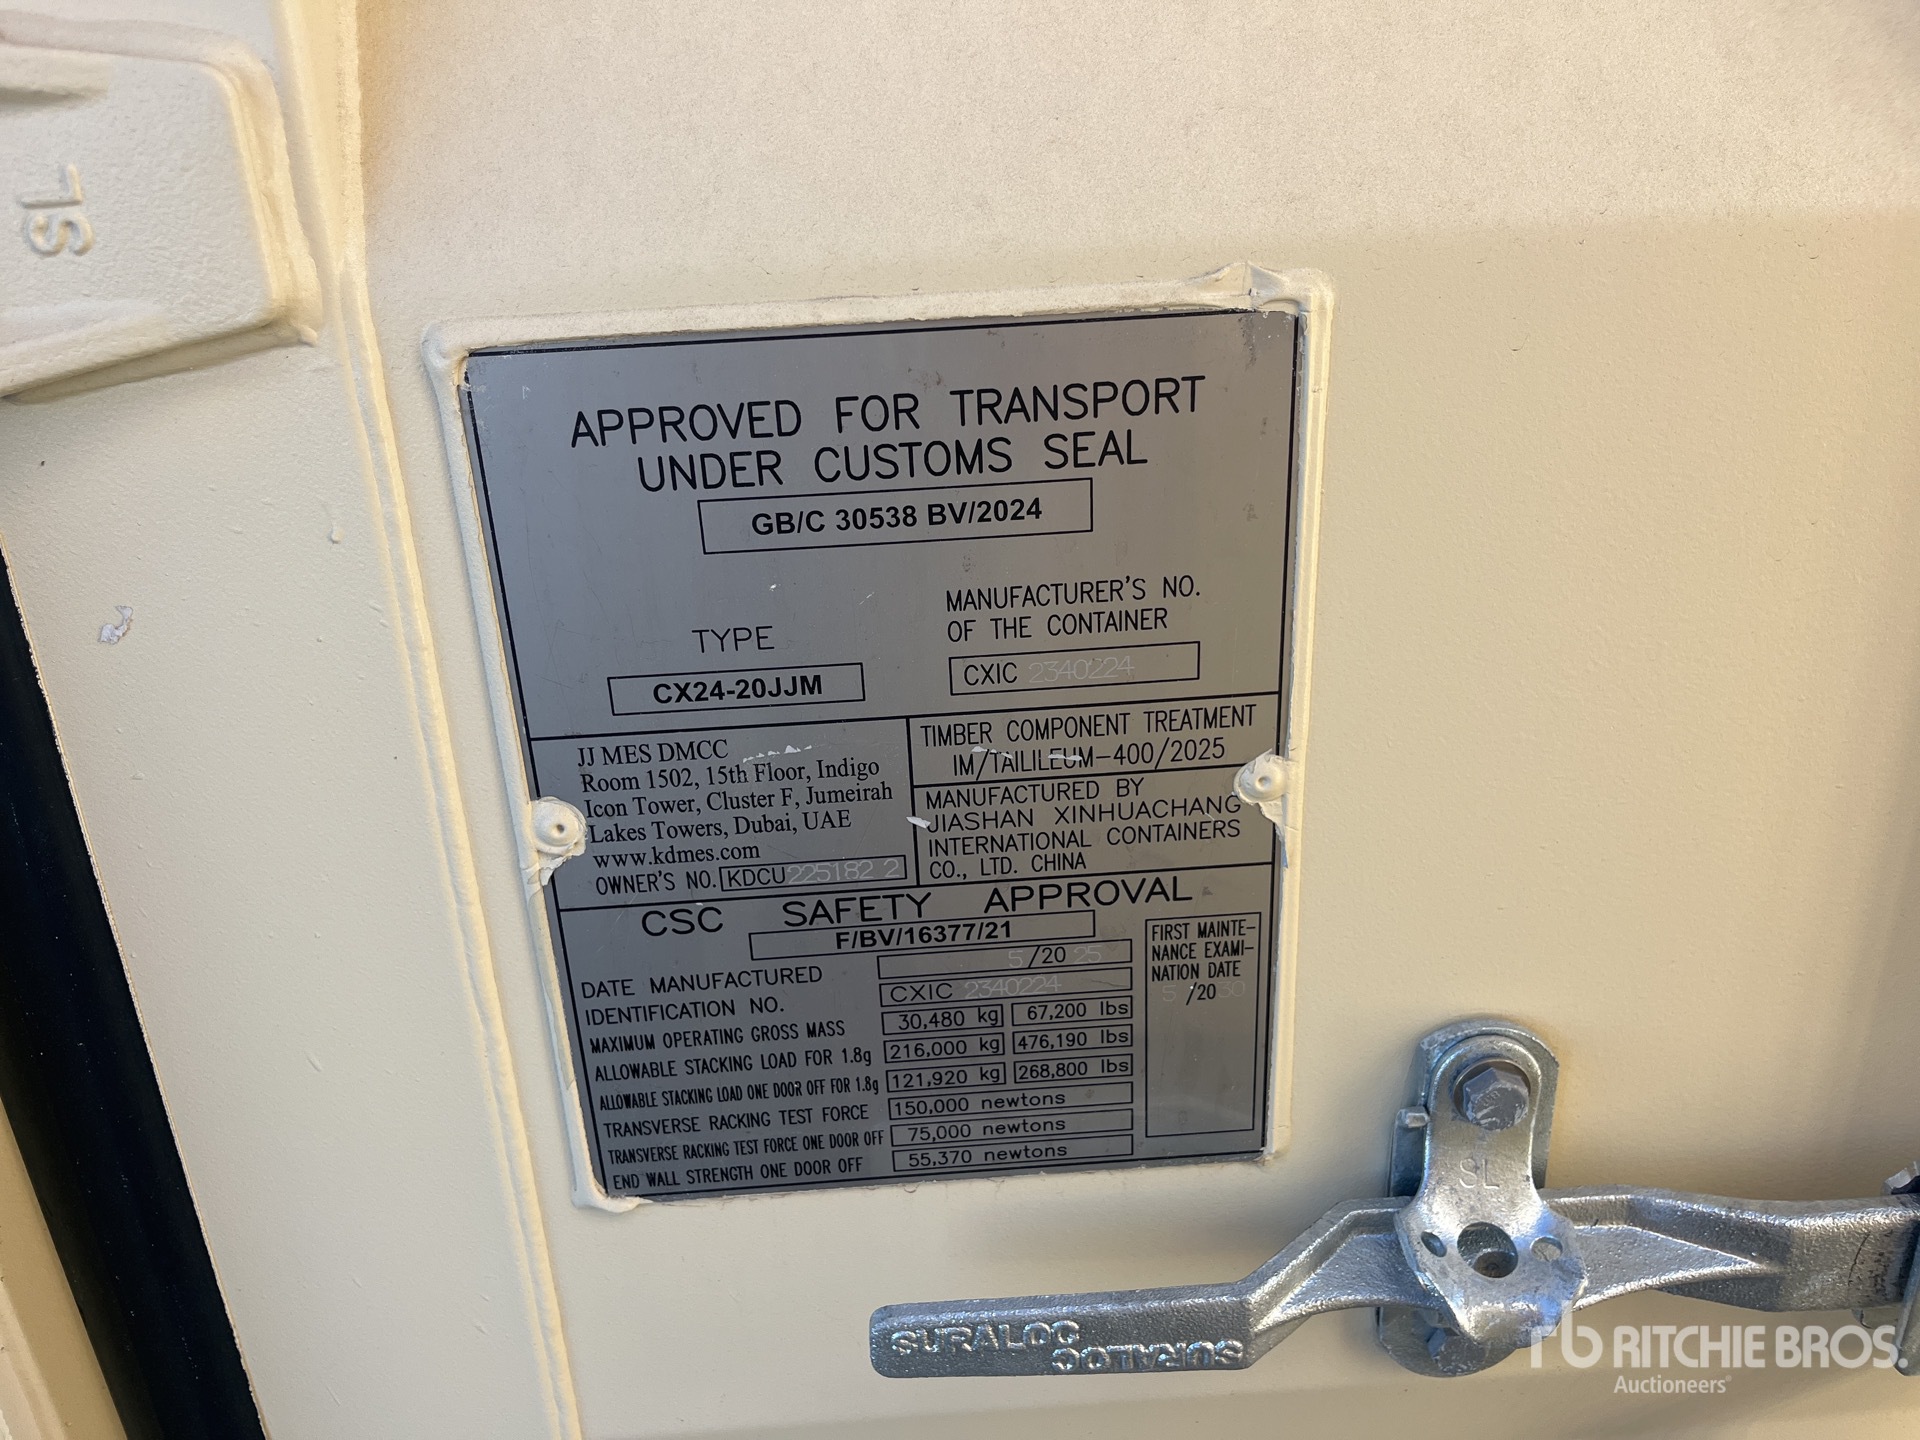 SL
APPROVED FOR TRANSPORT
UNDER CUSTOMS SEAL
GB/C 30538 BV/2024
TYPE
CX24-20JJM
MANUFACTURER'S NO.
OF THE CONTAINER
CXIC 2340224
JJ MES DMCC
Room 1502, 15th Floor, Indigo
Icon Tower, Cluster F, Jumeirah
Lakes Towers, Dubai, UAE
www.kdmes.com
OWNER'S NO. KDCU 225182 2
TIMBER COMPONENT TREATMENT
IM/TAILILEUM-400/2025
MANUFACTURED BY
JIASHAN XINHUACHANG
INTERNATIONAL CONTAINERS
CO., LTD. CHINA
CSC SAFETY APPROVAL
F/BV/16377/21
DATE MANUFACTURED 5/20 25
IDENTIFICATION NO. CXIC 2340224
MAXIMUM OPERATING GROSS MASS 30,480 kg 67,200 lbs
ALLOWABLE STACKING LOAD FOR 1.8g 216,000 kg 476,190 lbs
ALLOWABLE STACKING LOAD ONE DOOR OFF FOR 1.8g 121,920 kg 268,800 lbs
TRANSVERSE RACKING TEST FORCE 150,000 newtons
TRANSVERSE RACKING TEST FORCE ONE DOOR OFF 75,000 newtons
END WALL STRENGTH ONE DOOR OFF 55,370 newtons
FIRST MAINTE-
NANCE EXAMI-
NATION DATE
5 /20 30
SL
SURALOC
SURALOC
rb RITCHIE BROS.
Auctioneers